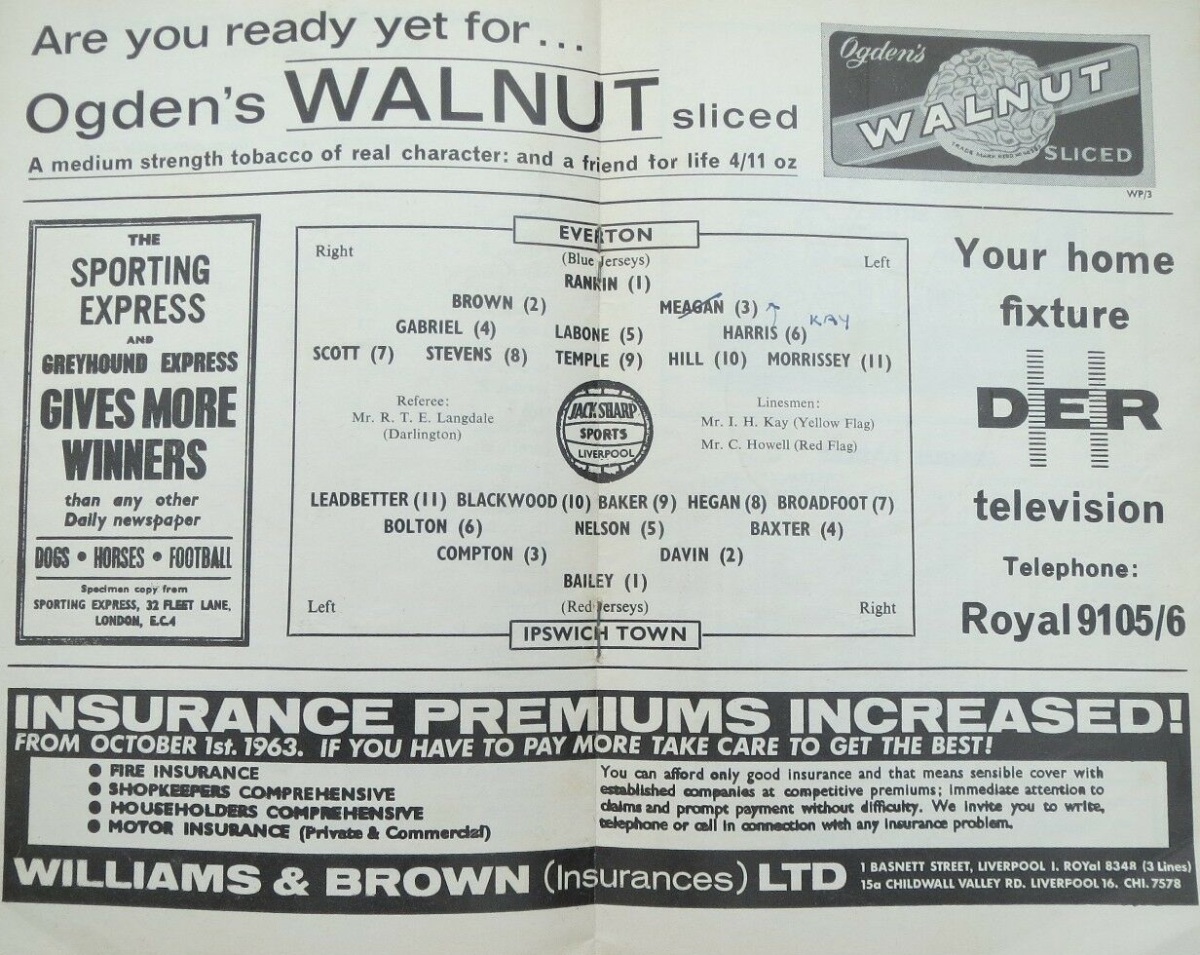 Are you ready yet for...
Ogden's WALNUT sliced
A medium strength tobacco of real character: and a friend for life 4/11 oz
Ogden's
WALNUT
SLICED
WP/3
THE
SPORTING
EXPRESS
AND
GREYHOUND EXPRESS
GIVES MORE
WINNERS
than any other
Daily newspaper
DOGS • HORSES • FOOTBALL
Specimen copy from
SPORTING EXPRESS, 32 FLEET LANE,
LONDON, E.C.4
EVERTON
Right (Blue Jerseys) Left
RANKIN (1)
BROWN (2) MEAGAN (3)
KAY
GABRIEL (4) LABONE (5) HARRIS (6)
SCOTT (7) STEVENS (8) TEMPLE (9) HILL (10) MORRISSEY (11)
Referee:
Mr. R. T. E. Langdale
(Darlington)
JACK SHARP
SPORTS
LIVERPOOL
Linesmen:
Mr. I. H. Kay (Yellow Flag)
Mr. C. Howell (Red Flag)
LEADBETTER (11) BLACKWOOD (10) BAKER (9) HEGAN (8) BROADFOOT (7)
BOLTON (6) NELSON (5) BAXTER (4)
COMPTON (3) DAVIN (2)
BAILEY (1)
Left (Red Jerseys) Right
IPSWICH TOWN
Your home
fixture
DER
television
Telephone:
Royal 9105/6
INSURANCE PREMIUMS INCREASED!
FROM OCTOBER 1st. 1963. IF YOU HAVE TO PAY MORE TAKE CARE TO GET THE BEST!
• FIRE INSURANCE
• SHOPKEEPERS COMPREHENSIVE
• HOUSEHOLDERS COMPREHENSIVE
• MOTOR INSURANCE (Private & Commercial)
You can afford only good insurance and that means sensible cover with
established companies at competitive premiums; immediate attention to
claims and prompt payment without difficulty. We invite you to write,
telephone or call in connection with any insurance problem.
WILLIAMS & BROWN (Insurances) LTD
1 BASNETT STREET, LIVERPOOL 1. ROYal 8348 (3 Lines)
15a CHILDWALL VALLEY RD. LIVERPOOL 16. CHI. 7578